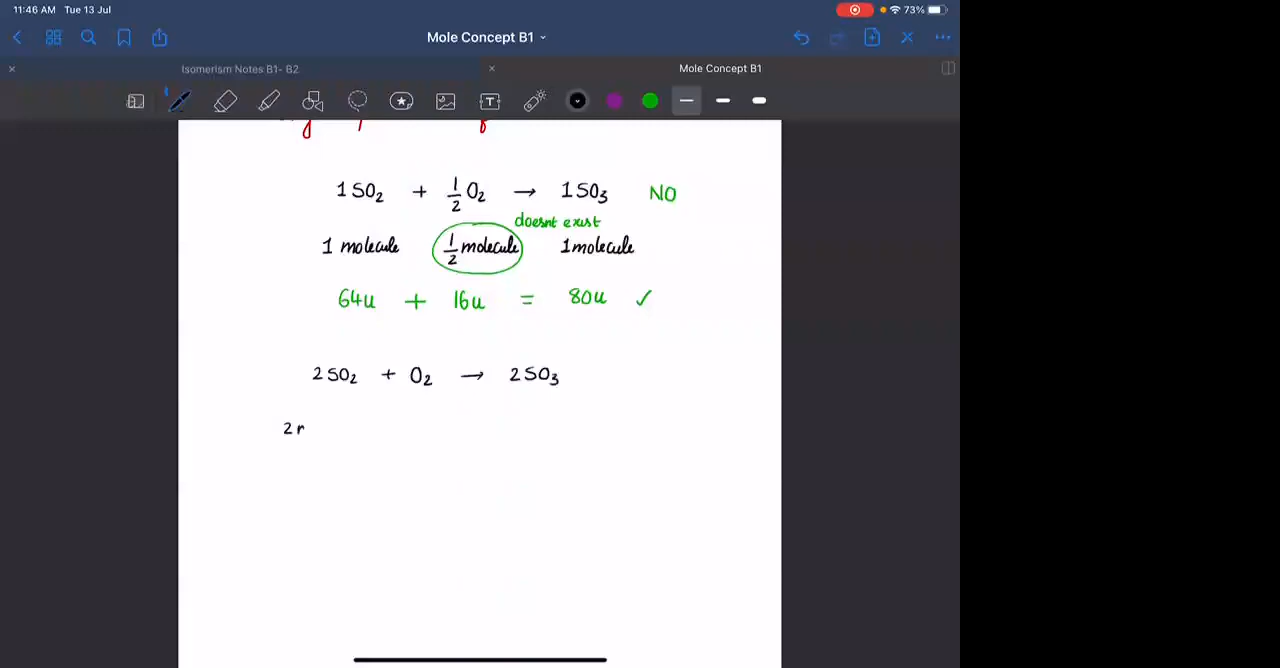 11:46 AM Tue 13 Jul 73%
Mole Concept B1
Isomerism Notes B1- B2 Mole Concept B1
1 SO₂ + 1/2 O₂ → 1 SO₃ NO
doesnt exist
1 molecule 1/2 molecule 1 molecule
64u + 16u = 80u ✓
2 SO₂ + O₂ → 2 SO₃
2